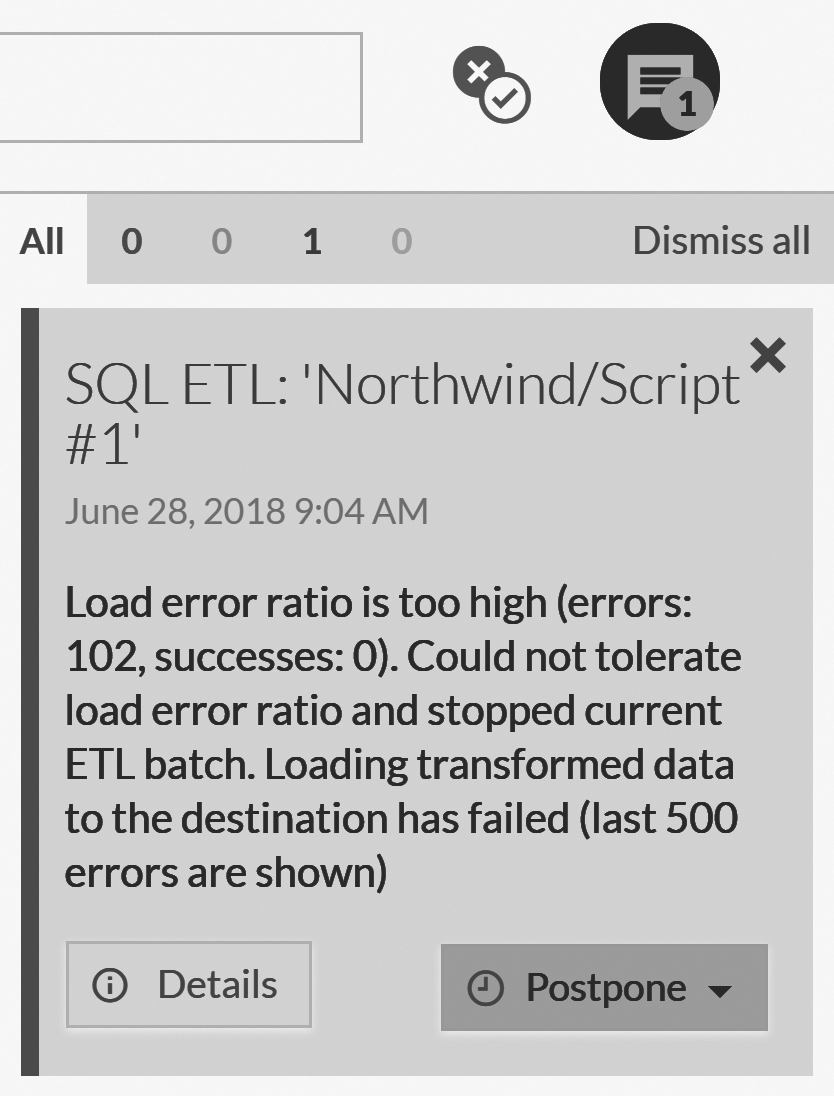 1
All 0 0 1 0 Dismiss all
SQL ETL: 'Northwind/Script
#1'
June 28, 2018 9:04 AM
Load error ratio is too high (errors:
102, successes: 0). Could not tolerate
load error ratio and stopped current
ETL batch. Loading transformed data
to the destination has failed (last 500
errors are shown)
Details Postpone